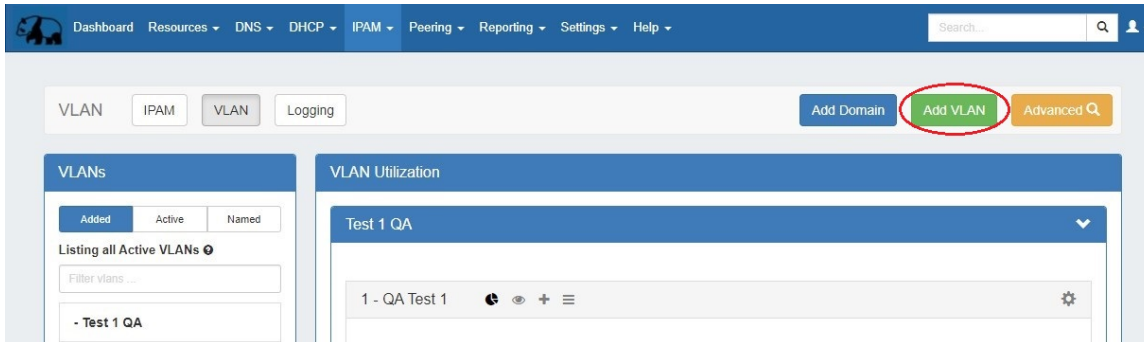 Dashboard Resources DNS DHCP IPAM Peering Reporting Settings Help Search...
VLAN IPAM VLAN Logging Add Domain Add VLAN Advanced
VLANs
Added Active Named
Listing all Active VLANs
Filter vlans ...
- Test 1 QA
VLAN Utilization
Test 1 QA
1 - QA Test 1